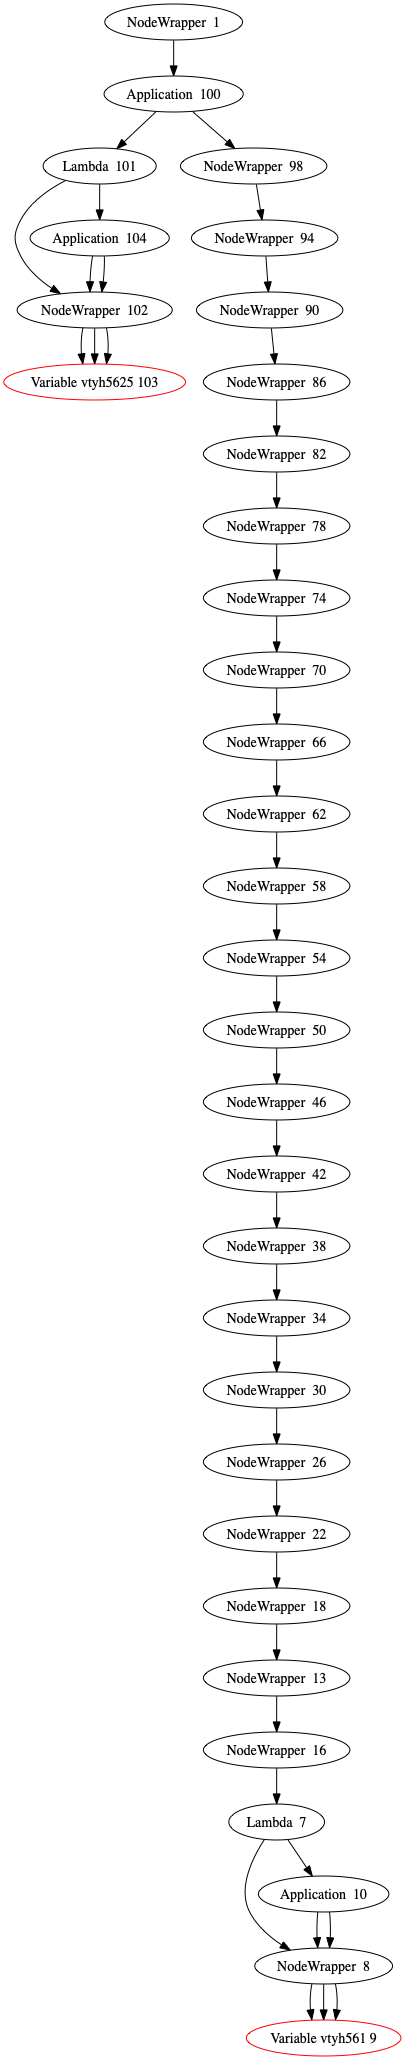 NodeWrapper 1
Application 100
Lambda 101
NodeWrapper 98
Application 104
NodeWrapper 94
NodeWrapper 102
NodeWrapper 90
Variable vtyh5625 103
NodeWrapper 86
NodeWrapper 82
NodeWrapper 78
NodeWrapper 74
NodeWrapper 70
NodeWrapper 66
NodeWrapper 62
NodeWrapper 58
NodeWrapper 54
NodeWrapper 50
NodeWrapper 46
NodeWrapper 42
NodeWrapper 38
NodeWrapper 34
NodeWrapper 30
NodeWrapper 26
NodeWrapper 22
NodeWrapper 18
NodeWrapper 13
NodeWrapper 16
Lambda 7
Application 10
NodeWrapper 8
Variable vtyh561 9